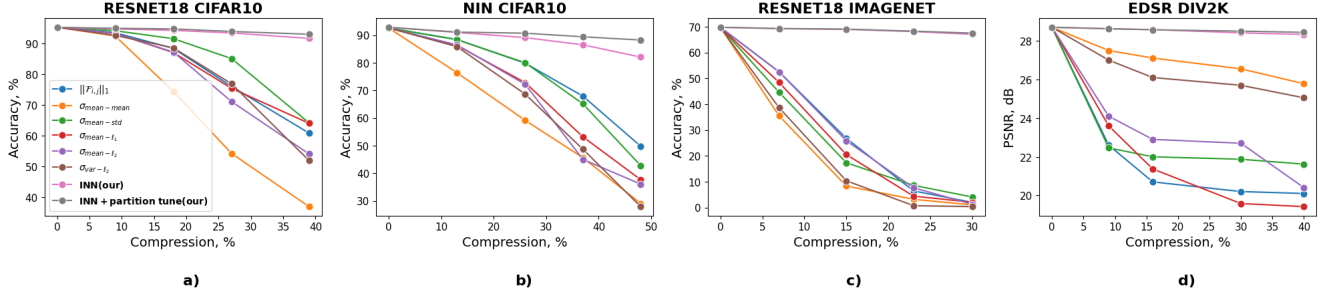 RESNET18 CIFAR10
NIN CIFAR10
RESNET18 IMAGENET
EDSR DIV2K
Accuracy, %
90
80
70
60
50
40
||𝓕ᵢ,ⱼ||₁
σ_{mean−mean}
σ_{mean−std}
σ_{mean−ℓ₁}
σ_{mean−ℓ₂}
σ_{var−ℓ₂}
INN(our)
INN + partition tune(our)
0 5 10 15 20 25 30 35 40
Compression, %
a)
Accuracy, %
90
80
70
60
50
40
30
0 10 20 30 40 50
Compression, %
b)
Accuracy, %
70
60
50
40
30
20
10
0
0 5 10 15 20 25 30
Compression, %
c)
PSNR, dB
28
26
24
22
20
0 5 10 15 20 25 30 35 40
Compression, %
d)